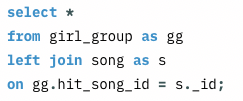 select *
from girl_group as gg
left join song as s
on gg.hit_song_id = s._id;